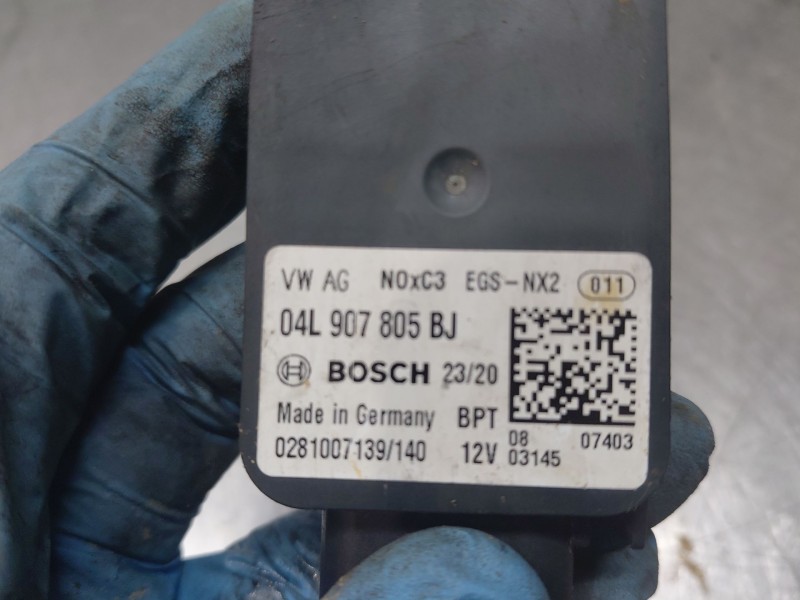 VW AG NOxC3 EGS-NX2 011
04L 907 805 BJ
BOSCH 23/20
Made in Germany BPT
0281007139/140 12V
08 07403
03145